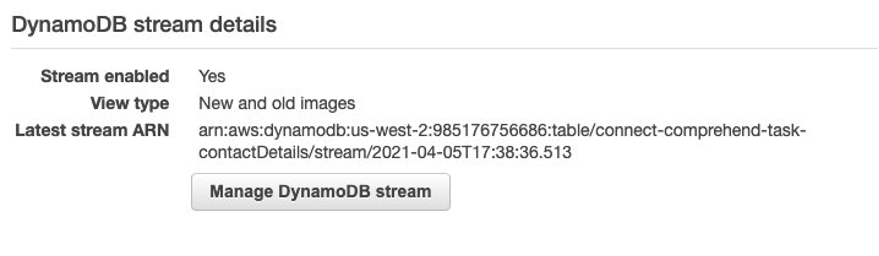 DynamoDB stream details
Stream enabled Yes
View type New and old images
Latest stream ARN arn:aws:dynamodb:us-west-2:985176756686:table/connect-comprehend-task-
contactDetails/stream/2021-04-05T17:38:36.513
Manage DynamoDB stream